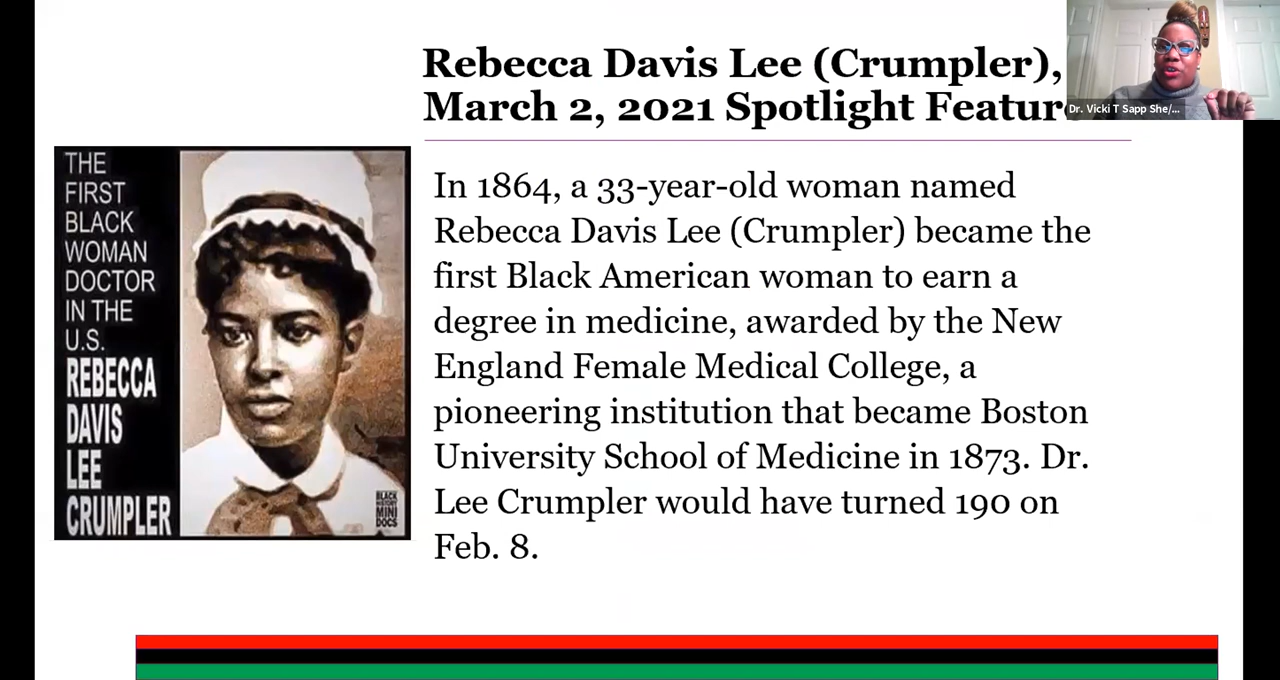 Rebecca Davis Lee (Crumpler),
March 2, 2021 Spotlight Feature
Dr. Vicki T Sapp She/...
THE
FIRST
BLACK
WOMAN
DOCTOR
IN THE
U.S.
REBECCA
DAVIS
LEE
CRUMPLER
BLACK
HISTORY
MINI
DOCS
In 1864, a 33-year-old woman named
Rebecca Davis Lee (Crumpler) became the
first Black American woman to earn a
degree in medicine, awarded by the New
England Female Medical College, a
pioneering institution that became Boston
University School of Medicine in 1873. Dr.
Lee Crumpler would have turned 190 on
Feb. 8.